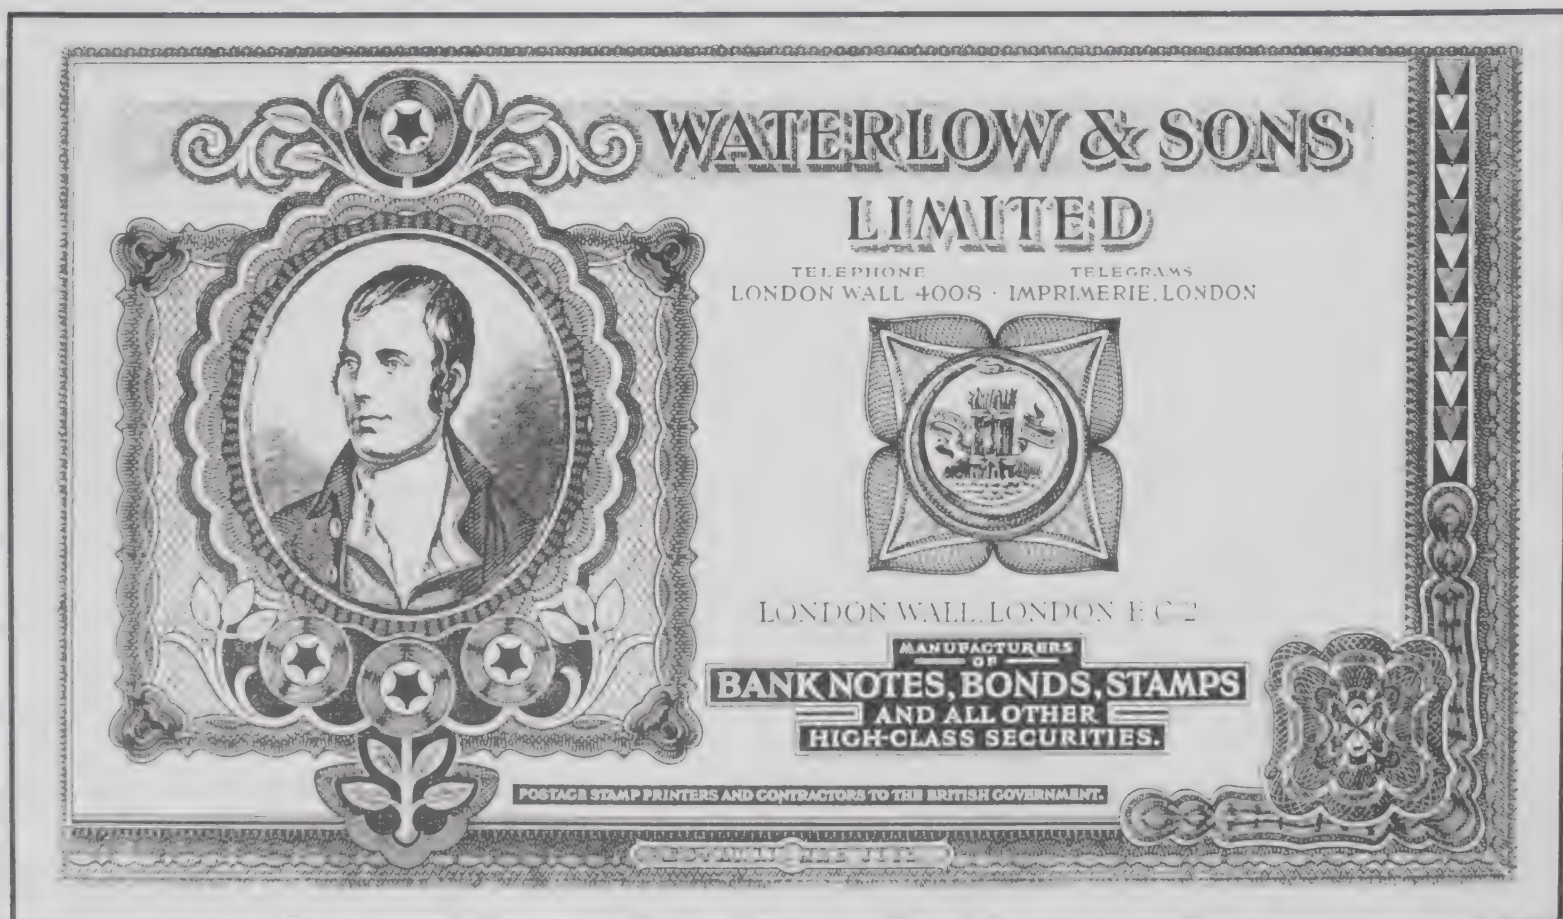 WATERLOW & SONS
LIMITED
TELEPHONE TELEGRAMS
LONDON WALL 4008 · IMPRIMERIE, LONDON
LONDON WALL, LONDON E C 2
MANUFACTURERS
OF
BANK NOTES, BONDS, STAMPS
AND ALL OTHER
HIGH-CLASS SECURITIES.
POSTAGE STAMP PRINTERS AND CONTRACTORS TO THE BRITISH GOVERNMENT.